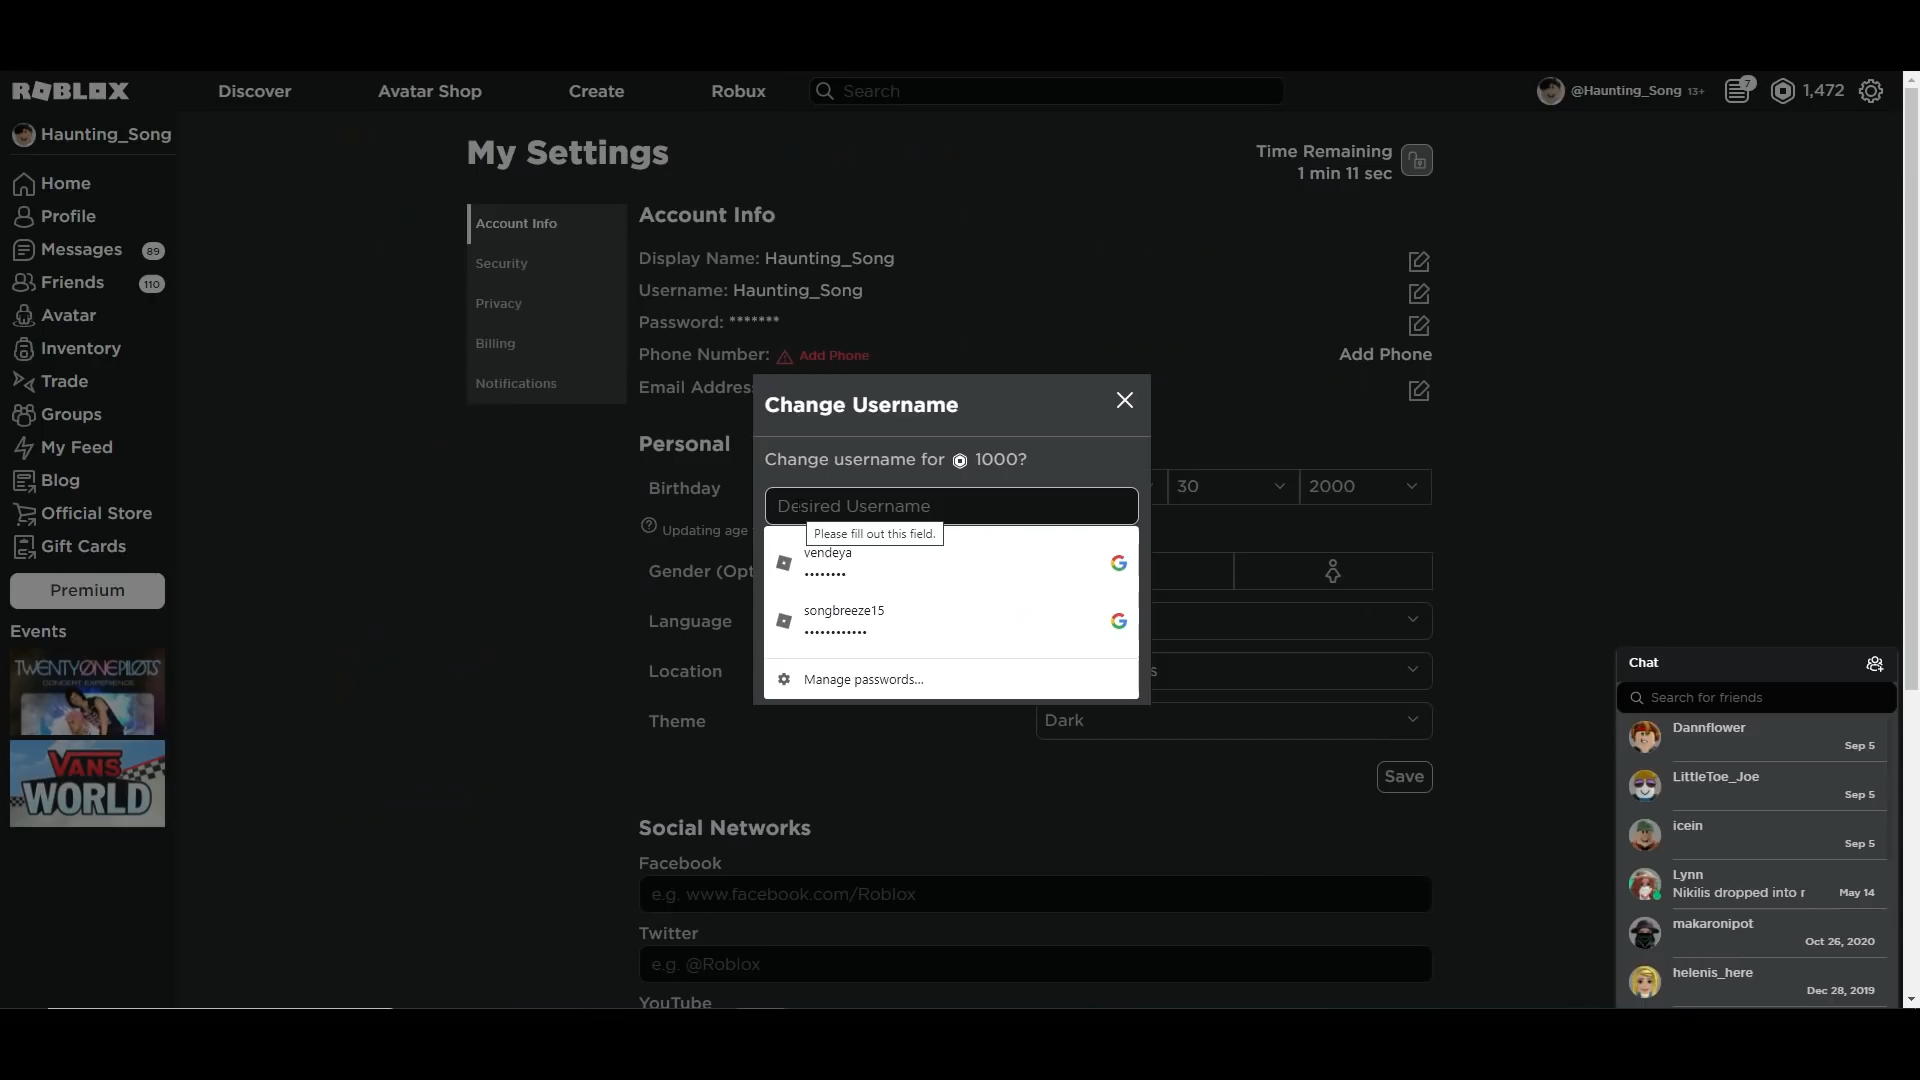 ROBLOX
Discover
Avatar Shop
Create
Robux
Search
@Haunting_Song 13+
7
1,472
Haunting_Song
Home
Profile
Messages 89
Friends 110
Avatar
Inventory
Trade
Groups
My Feed
Blog
Official Store
Gift Cards
Premium
Events
TWENTY ONE PILOTS
CONCERT EXPERIENCE
VANS
WORLD
My Settings
Time Remaining
1 min 11 sec
Account Info
Security
Privacy
Billing
Notifications
Account Info
Display Name: Haunting_Song
Username: Haunting_Song
Password: *******
Phone Number: Add Phone
Add Phone
Email Addres
Change Username
Change username for 1000?
Desired Username
Please fill out this field.
vendeya
••••••••
songbreeze15
••••••••••••
Manage passwords...
Personal
Birthday
30
2000
Updating age
Gender (Opt
Language
Location
s
Theme
Dark
Save
Social Networks
Facebook
e.g. www.facebook.com/Roblox
Twitter
e.g. @Roblox
YouTube
Chat
Search for friends
Dannflower
Sep 5
LittleToe_Joe
Sep 5
icein
Sep 5
Lynn
Nikilis dropped into r
May 14
makaronipot
Oct 26, 2020
helenis_here
Dec 28, 2019